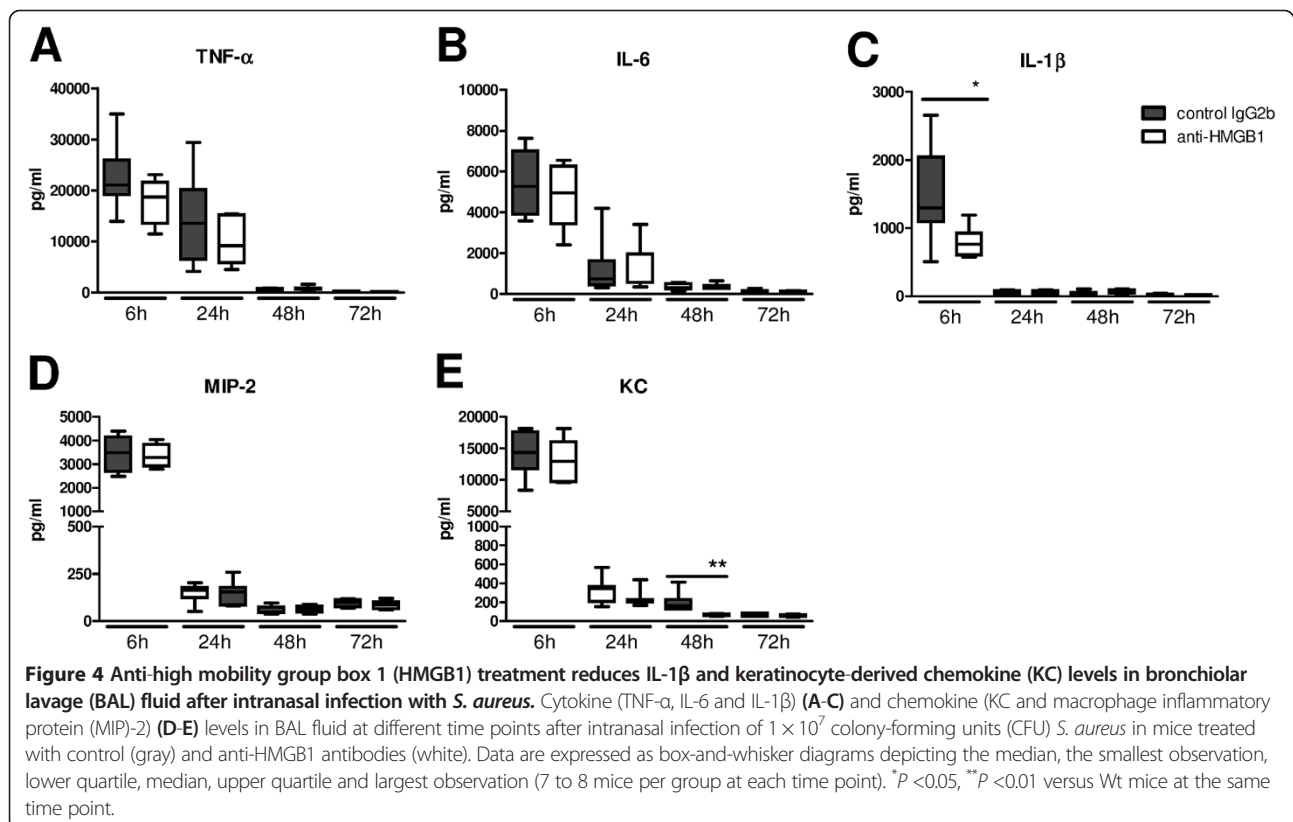 A
TNF-α
40000
30000
20000
10000
0
pg/ml
6h 24h 48h 72h
B
IL-6
10000
8000
6000
4000
2000
0
pg/ml
6h 24h 48h 72h
C
IL-1β
3000
2000
1000
0
pg/ml
*
control IgG2b
anti-HMGB1
6h 24h 48h 72h
D
MIP-2
5000
4000
3000
2000
1000
500
250
0
pg/ml
6h 24h 48h 72h
E
KC
20000
15000
10000
5000
1000
800
600
400
200
0
pg/ml
**
6h 24h 48h 72h
Figure 4 Anti-high mobility group box 1 (HMGB1) treatment reduces IL-1β and keratinocyte-derived chemokine (KC) levels in bronchiolar
lavage (BAL) fluid after intranasal infection with S. aureus. Cytokine (TNF-α, IL-6 and IL-1β) (A-C) and chemokine (KC and macrophage inflammatory
protein (MIP)-2) (D-E) levels in BAL fluid at different time points after intranasal infection of 1 × 10⁷ colony-forming units (CFU) S. aureus in mice treated
with control (gray) and anti-HMGB1 antibodies (white). Data are expressed as box-and-whisker diagrams depicting the median, the smallest observation,
lower quartile, median, upper quartile and largest observation (7 to 8 mice per group at each time point). *P <0.05, **P <0.01 versus Wt mice at the same
time point.